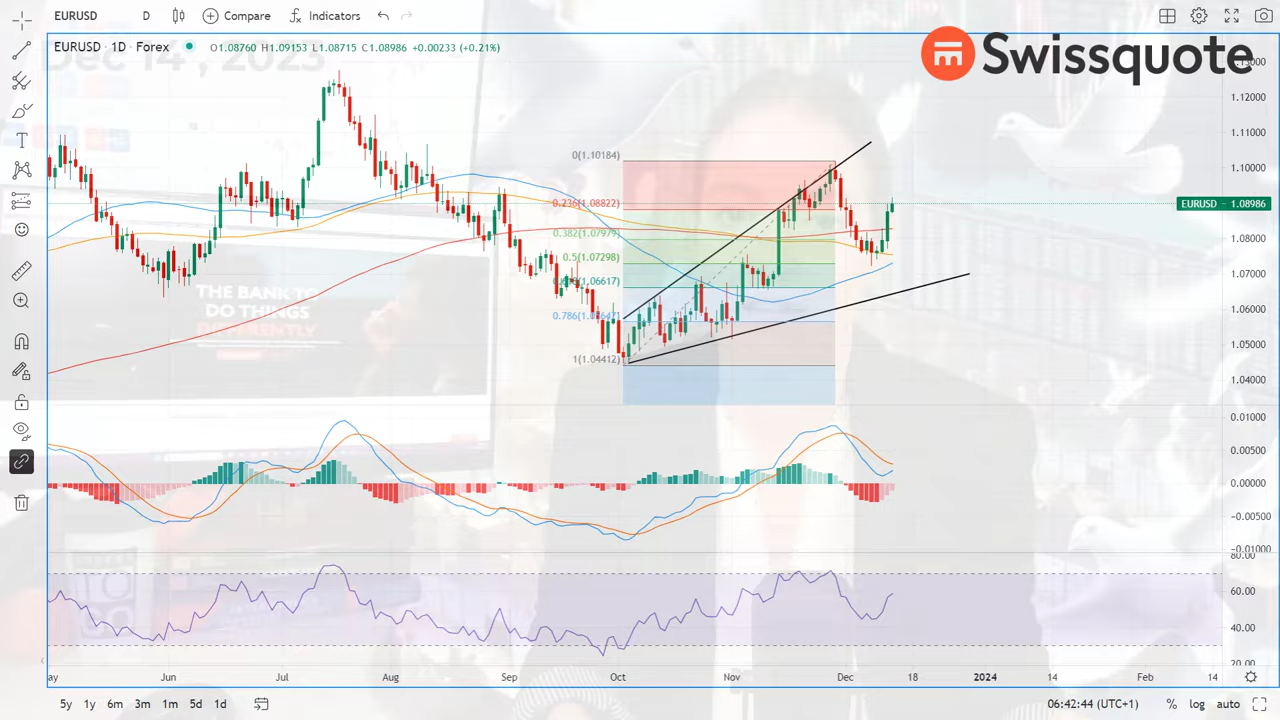 EURUSD D Compare Indicators
EURUSD · 1D · Forex O1.08760 H1.09153 L1.08715 C1.08986 +0.00233 (+0.21%)
Swissquote
Dec 14, 2023
1.13000
1.12000
1.11000
1.10000
EURUSD 1.08986
1.08000
1.07000
1.06000
1.05000
1.04000
0(1.10184)
0.236(1.08822)
0.382(1.07979)
0.5(1.07298)
0.618(1.06617)
0.786(1.05647)
1(1.04412)
THE BANK TO
DO THINGS
DIFFERENTLY
0.01000
0.00500
0.00000
−0.00500
−0.01000
80.00
60.00
40.00
20.00
ay Jun Jul Aug Sep Oct Nov Dec 18 2024 14 Feb 14
5y 1y 6m 3m 1m 5d 1d 06:42:44 (UTC+1) % log auto